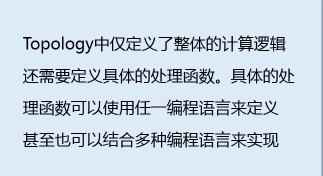 Topology中仅定义了整体的计算逻辑
还需要定义具体的处理函数。具体的处
理函数可以使用任一编程语言来定义
甚至也可以结合多种编程语言来实现